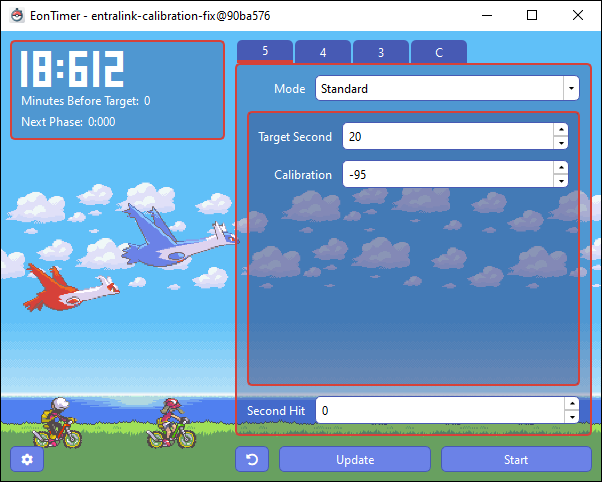 EonTimer - entralink-calibration-fix@90ba576
18:612
Minutes Before Target: 0
Next Phase: 0:000
5 4 3 C
Mode Standard
Target Second 20
Calibration -95
Second Hit 0
Update Start